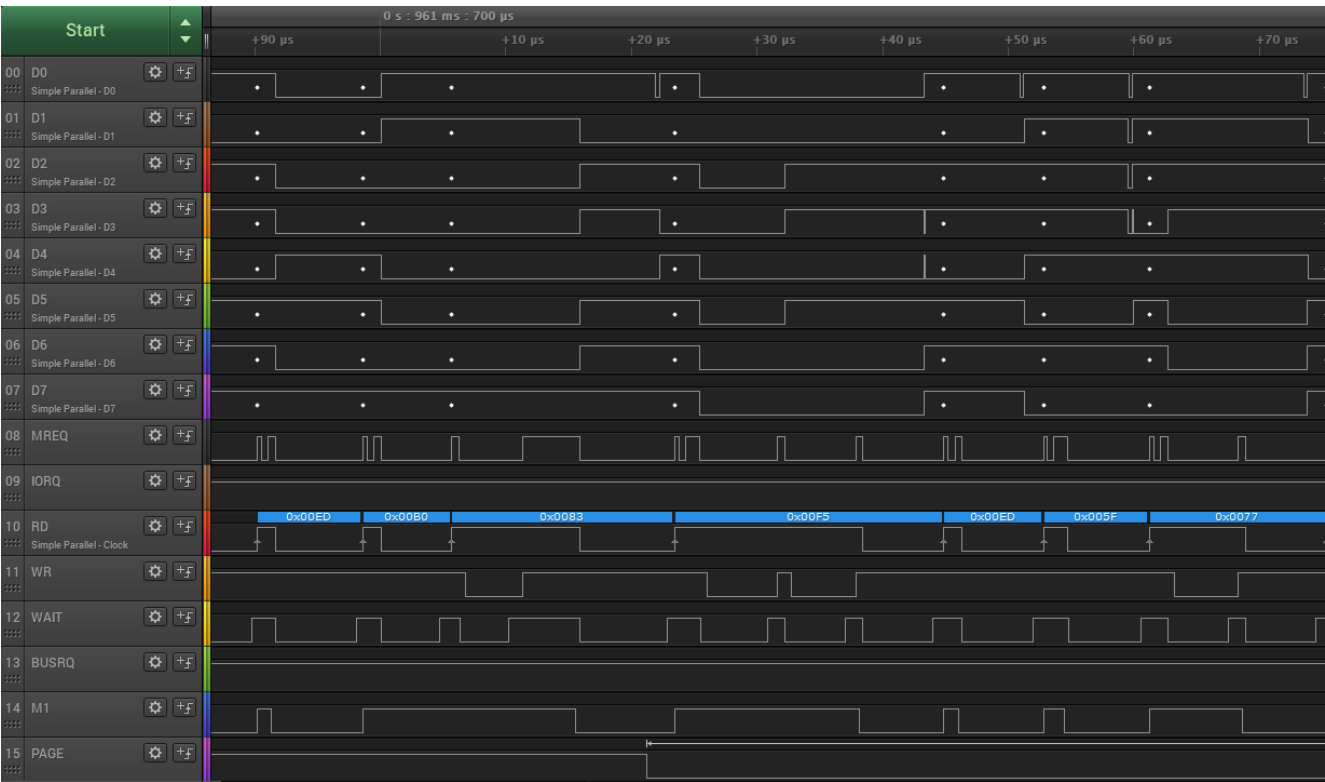 Start
0 s : 961 ms : 700 µs
+90 µs +10 µs +20 µs +30 µs +40 µs +50 µs +60 µs +70 µs
00 D0
Simple Parallel - D0
01 D1
Simple Parallel - D1
02 D2
Simple Parallel - D2
03 D3
Simple Parallel - D3
04 D4
Simple Parallel - D4
05 D5
Simple Parallel - D5
06 D6
Simple Parallel - D6
07 D7
Simple Parallel - D7
08 MREQ
09 IORQ
10 RD 0x00ED 0x00B0 0x0083 0x00F5 0x00ED 0x005F 0x0077
Simple Parallel - Clock
11 WR
12 WAIT
13 BUSRQ
14 M1
15 PAGE